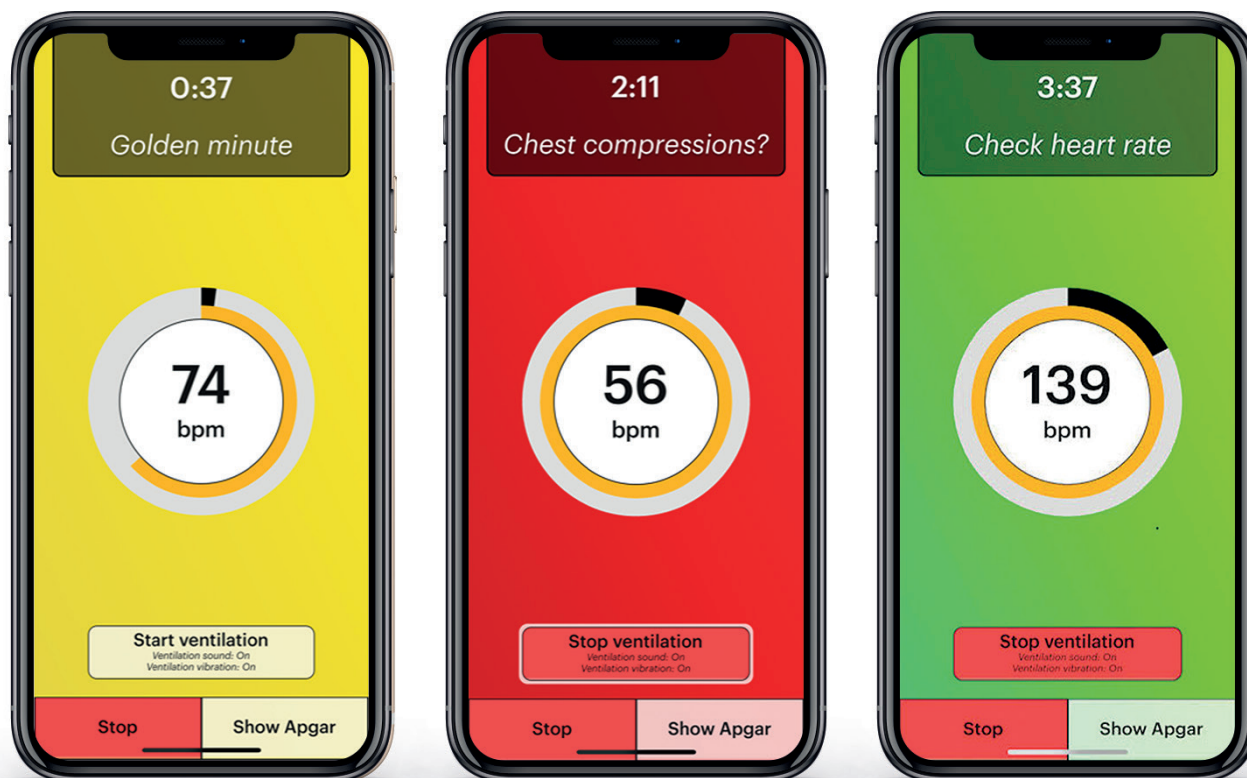 0:37
Golden minute
74
bpm
Start ventilation
Ventilation sound: On
Ventilation vibration: On
Stop
Show Apgar
2:11
Chest compressions?
56
bpm
Stop ventilation
Ventilation sound: On
Ventilation vibration: On
Stop
Show Apgar
3:37
Check heart rate
139
bpm
Stop ventilation
Ventilation sound: On
Ventilation vibration: On
Stop
Show Apgar